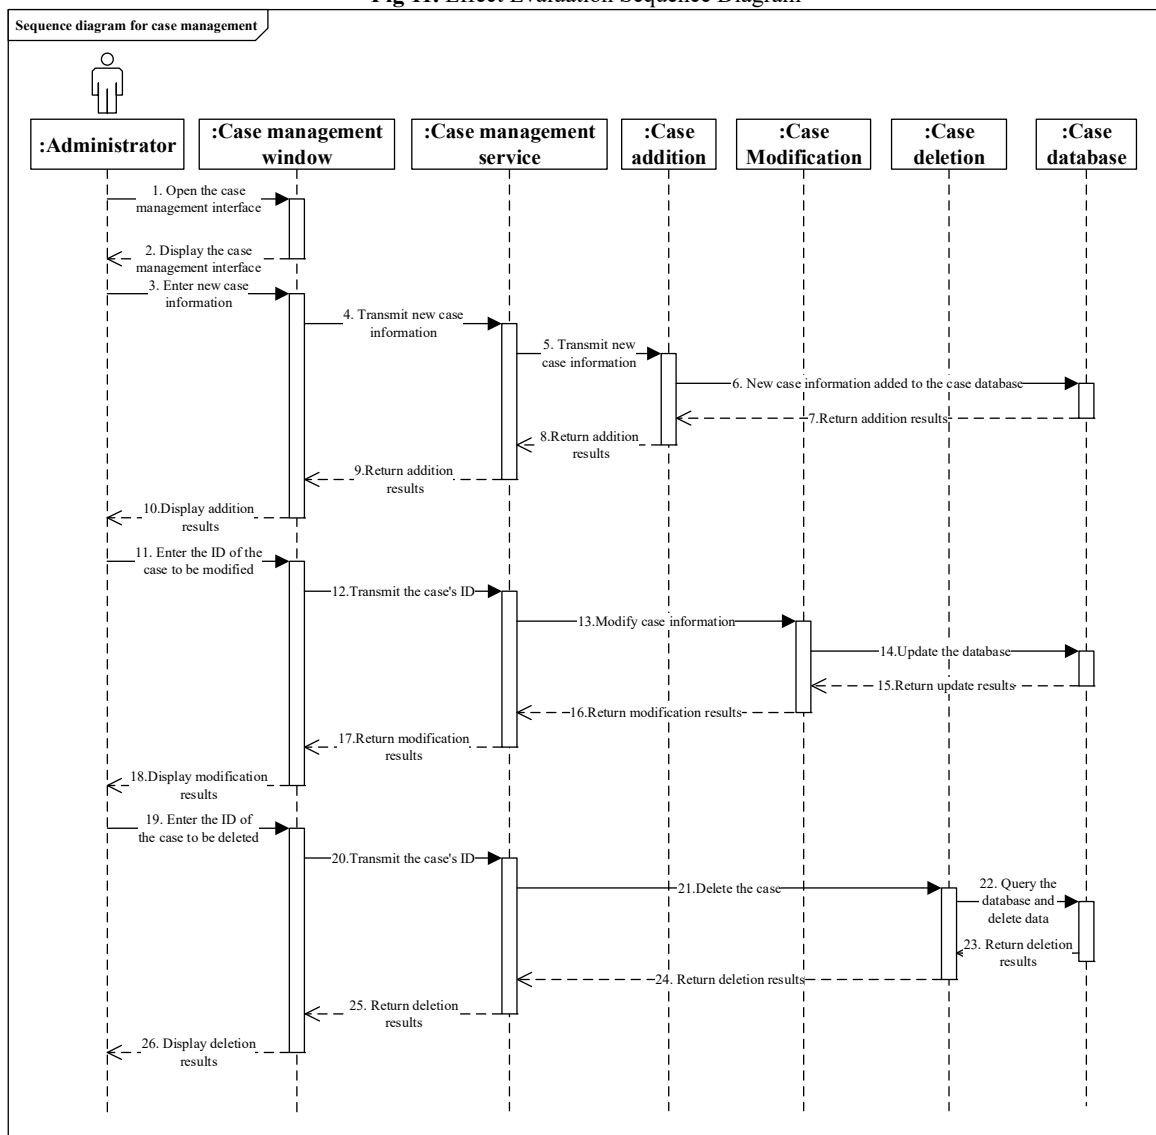 Fig 11. Effect Evaluation Sequence Diagram
Sequence diagram for case management
:Administrator
:Case management
window
:Case management
service
:Case
addition
:Case
Modification
:Case
deletion
:Case
database
1. Open the case
management interface
2. Display the case
management interface
3. Enter new case
information
4. Transmit new case
information
5. Transmit new
case information
6. New case information added to the case database
7.Return addition results
8.Return addition
results
9.Return addition
results
10.Display addition
results
11. Enter the ID of the
case to be modified
12.Transmit the case's ID
13.Modify case information
14.Update the database
15.Return update results
16.Return modification results
17.Return modification
results
18.Display modification
results
19. Enter the ID of
the case to be deleted
20.Transmit the case's ID
21.Delete the case
22. Query the
database and
delete data
23. Return deletion
results
24. Return deletion results
25. Return deletion
results
26. Display deletion
results